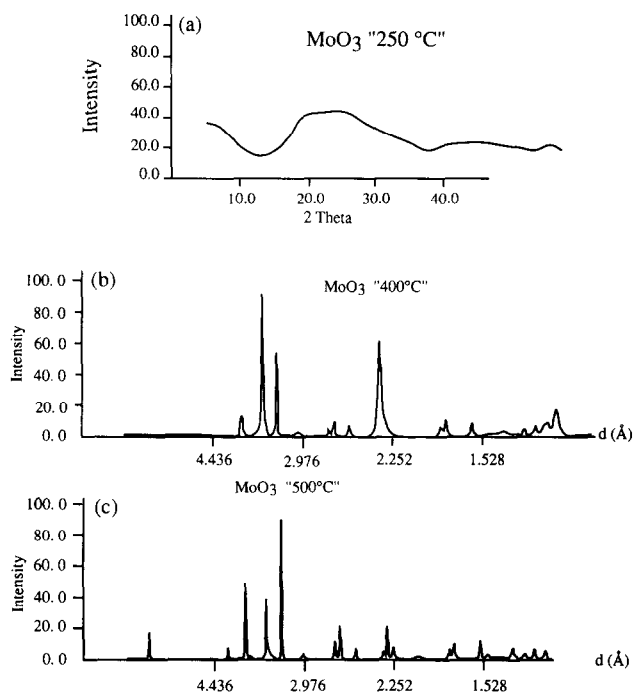 (a)
MoO3 "250 °C"
Intensity
100.0
80.0
60.0
40.0
20.0
0.0
10.0 20.0 30.0 40.0
2 Theta
(b)
MoO3 "400°C"
Intensity
100. 0
80. 0
60. 0
40. 0
20. 0
0. 0
d (Å)
4.436 2.976 2.252 1.528
MoO3 "500°C"
(c)
Intensity
100. 0
80. 0
60. 0
40. 0
20. 0
0. 0
d (Å)
4.436 2.976 2.252 1.528